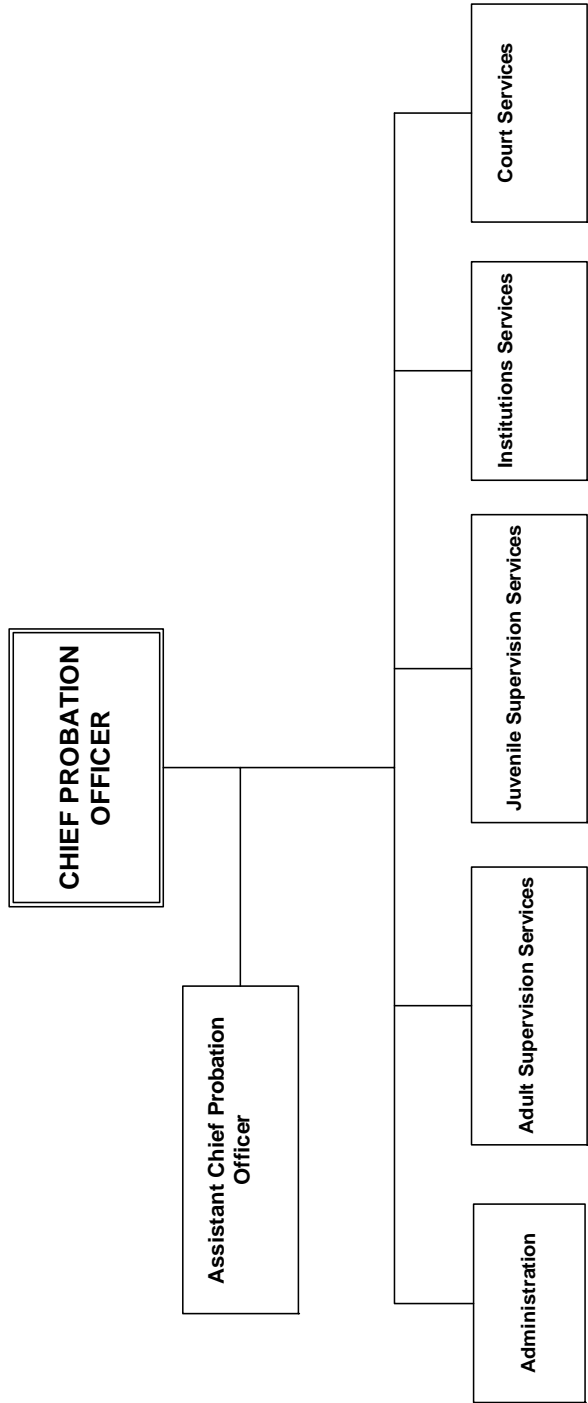 CHIEF PROBATION
OFFICER
Assistant Chief Probation
Officer
Administration
Adult Supervision Services
Juvenile Supervision Services
Institutions Services
Court Services